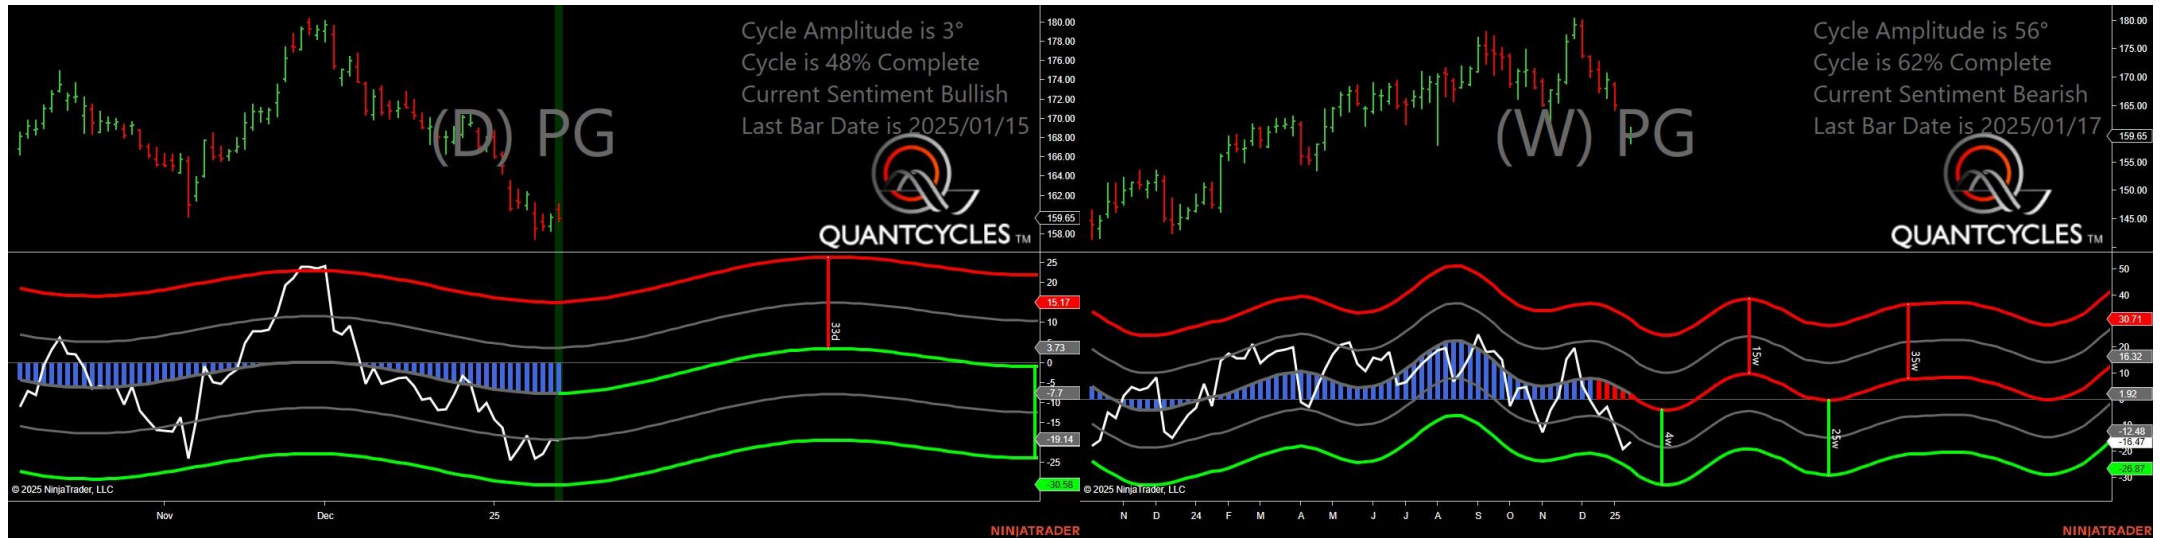 Cycle Amplitude is 3°
Cycle is 48% Complete
Current Sentiment Bullish
Last Bar Date is 2025/01/15
(D) PG
QUANTCYCLES TM
180.00
178.00
176.00
174.00
172.00
170.00
168.00
166.00
164.00
162.00
159.65
158.00
25
20
15.17
10
3.73
0
-5
-7.7
-10
-15
-19.14
-25
-30.58
33d
© 2025 NinjaTrader, LLC
Nov
Dec
25
NINJATRADER
Cycle Amplitude is 56°
Cycle is 62% Complete
Current Sentiment Bearish
Last Bar Date is 2025/01/17
(W) PG
QUANTCYCLES TM
180.00
175.00
170.00
165.00
159.65
155.00
150.00
145.00
50
40
30.71
20
16.32
10
1.92
-12.48
-16.47
-20
-26.87
-30
15w
35w
4w
25w
© 2025 NinjaTrader, LLC
N D 24 F M A M J J A S O N D 25
NINJATRADER